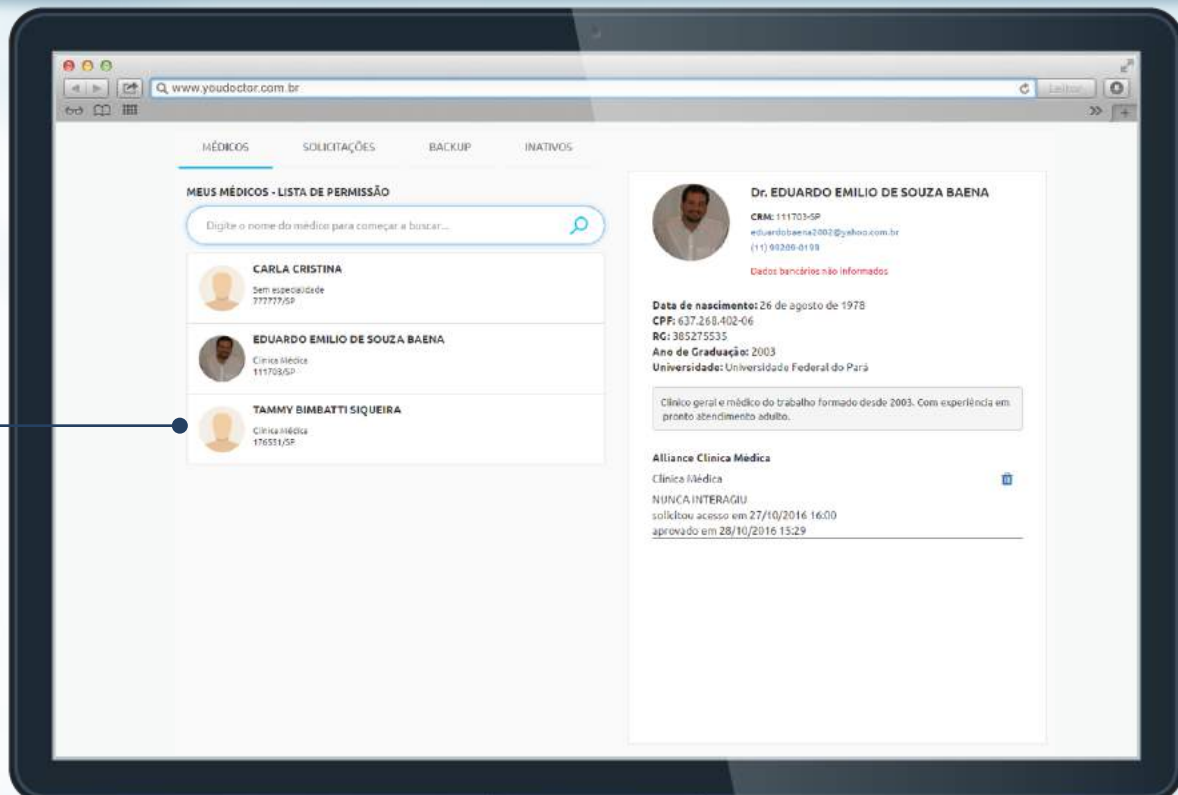 www.youdoctor.com.br
Leitor
MÉDICOS SOLICITAÇÕES BACKUP INATIVOS
MEUS MÉDICOS - LISTA DE PERMISSÃO
Digite o nome do médico para começar a buscar...
CARLA CRISTINA
Sem especialidade
777777/SP
EDUARDO EMILIO DE SOUZA BAENA
Clínica Médica
111703/SP
TAMMY BIMBATTI SIQUEIRA
Clínica Médica
176551/SP
Dr. EDUARDO EMILIO DE SOUZA BAENA
CRM: 111703-SP
eduardobaena2002@yahoo.com.br
(11) 99209-0199
Dados bancários não informados
Data de nascimento: 26 de agosto de 1978
CPF: 637.268.402-06
RG: 385275535
Ano de Graduação: 2003
Universidade: Universidade Federal do Pará
Clínico geral e médico do trabalho formado desde 2003. Com experiência em
pronto atendimento adulto.
Alliance Clínica Médica
Clínica Médica
NUNCA INTERAGIU
solicitou acesso em 27/10/2016 16:00
aprovado em 28/10/2016 15:29